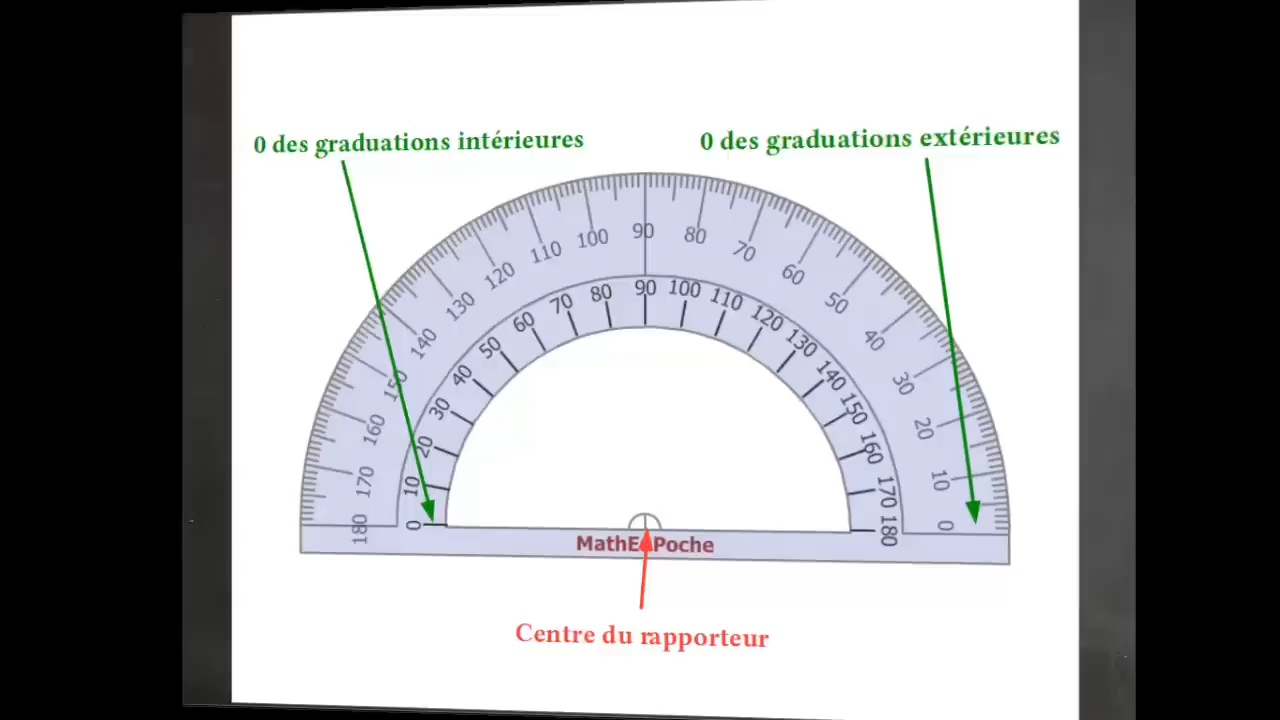 0 des graduations intérieures
0 des graduations extérieures
180 170 160 150 140 130 120 110 100 90 80 70 60 50 40 30 20 10 0
0 10 20 30 40 50 60 70 80 90 100 110 120 130 140 150 160 170 180
MathEnPoche
Centre du rapporteur